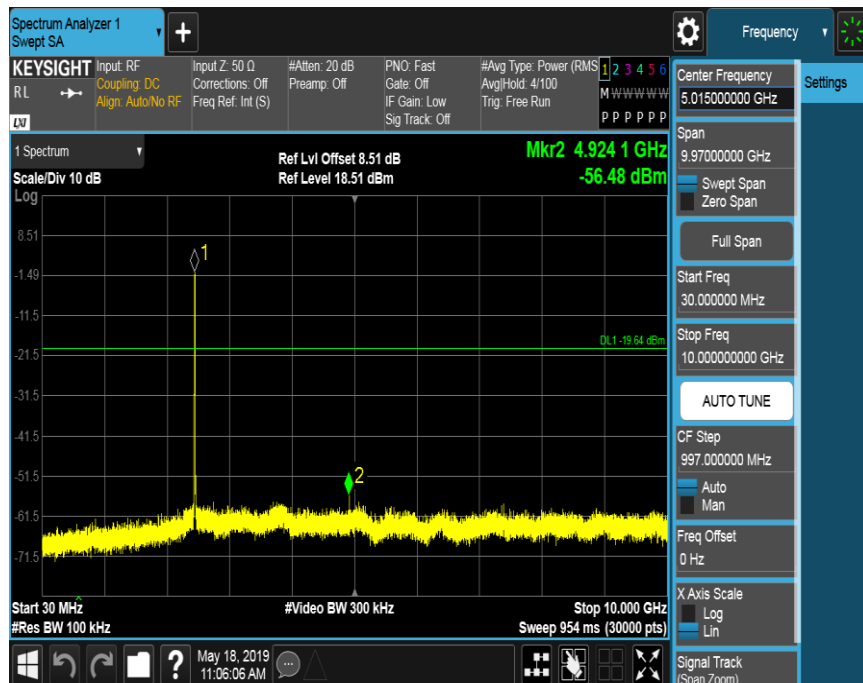 Spectrum Analyzer 1
Swept SA
+
Frequency
KEYSIGHT
RL
LXI
Input: RF
Coupling: DC
Align: Auto/No RF
Input Z: 50 Ω
Corrections: Off
Freq Ref: Int (S)
#Atten: 20 dB
Preamp: Off
PNO: Fast
Gate: Off
IF Gain: Low
Sig Track: Off
#Avg Type: Power (RMS
Avg|Hold: 4/100
Trig: Free Run
1 2 3 4 5 6
M W W W W W
P P P P P P
1 Spectrum
Scale/Div 10 dB
Log
Ref Lvl Offset 8.51 dB
Ref Level 18.51 dBm
Mkr2 4.924 1 GHz
-56.48 dBm
8.51
-1.49
-11.5
-21.5
-31.5
-41.5
-51.5
-61.5
-71.5
1
DL1 -19.64 dBm
2
Start 30 MHz
#Res BW 100 kHz
#Video BW 300 kHz
Stop 10.000 GHz
Sweep 954 ms (30000 pts)
?
May 18, 2019
11:06:06 AM
Center Frequency
5.015000000 GHz
Settings
Span
9.97000000 GHz
Swept Span
Zero Span
Full Span
Start Freq
30.000000 MHz
Stop Freq
10.000000000 GHz
AUTO TUNE
CF Step
997.000000 MHz
Auto
Man
Freq Offset
0 Hz
X Axis Scale
Log
Lin
Signal Track
(Span Zoom)